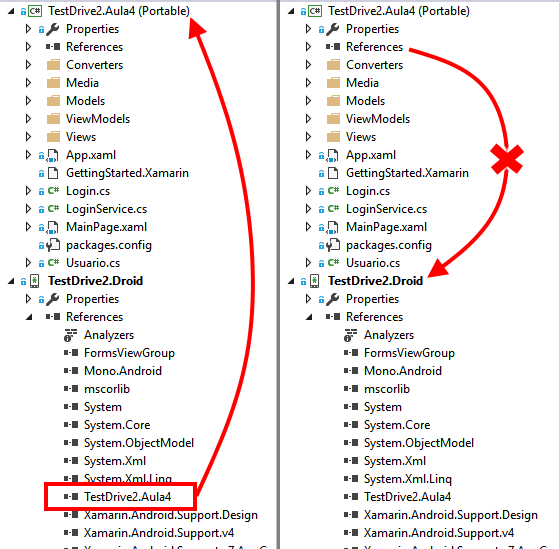 TestDrive2.Aula4 (Portable)
Properties
References
Converters
Media
Models
ViewModels
Views
App.xaml
GettingStarted.Xamarin
Login.cs
LoginService.cs
MainPage.xaml
packages.config
Usuario.cs
TestDrive2.Droid
Properties
References
Analyzers
FormsViewGroup
Mono.Android
mscorlib
System
System.Core
System.ObjectModel
System.Xml
System.Xml.Linq
TestDrive2.Aula4
Xamarin.Android.Support.Design
Xamarin.Android.Support.v4
TestDrive2.Aula4 (Portable)
Properties
References
Converters
Media
Models
ViewModels
Views
App.xaml
GettingStarted.Xamarin
Login.cs
LoginService.cs
MainPage.xaml
packages.config
Usuario.cs
TestDrive2.Droid
Properties
References
Analyzers
FormsViewGroup
Mono.Android
mscorlib
System
System.Core
System.ObjectModel
System.Xml
System.Xml.Linq
TestDrive2.Aula4
Xamarin.Android.Support.Design
Xamarin.Android.Support.v4